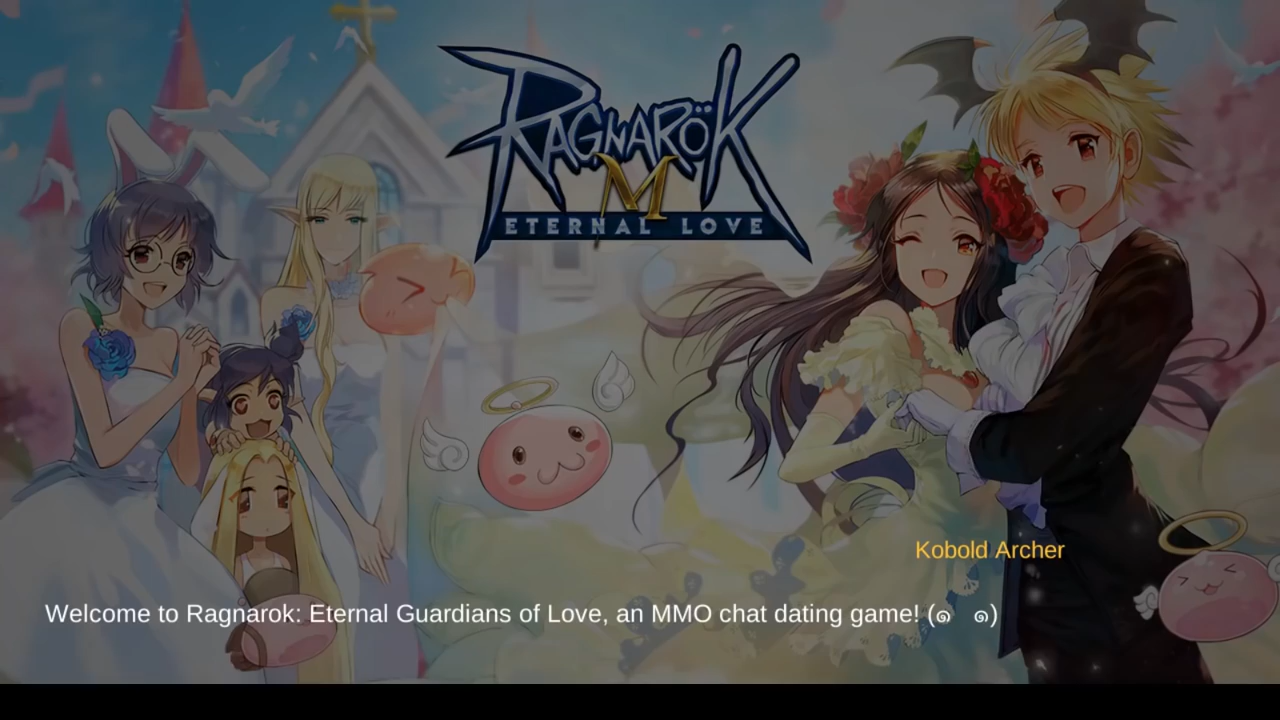 RAGNARÖK
M
ETERNAL LOVE
Kobold Archer
Welcome to Ragnarok: Eternal Guardians of Love, an MMO chat dating game! (๑ ๑)